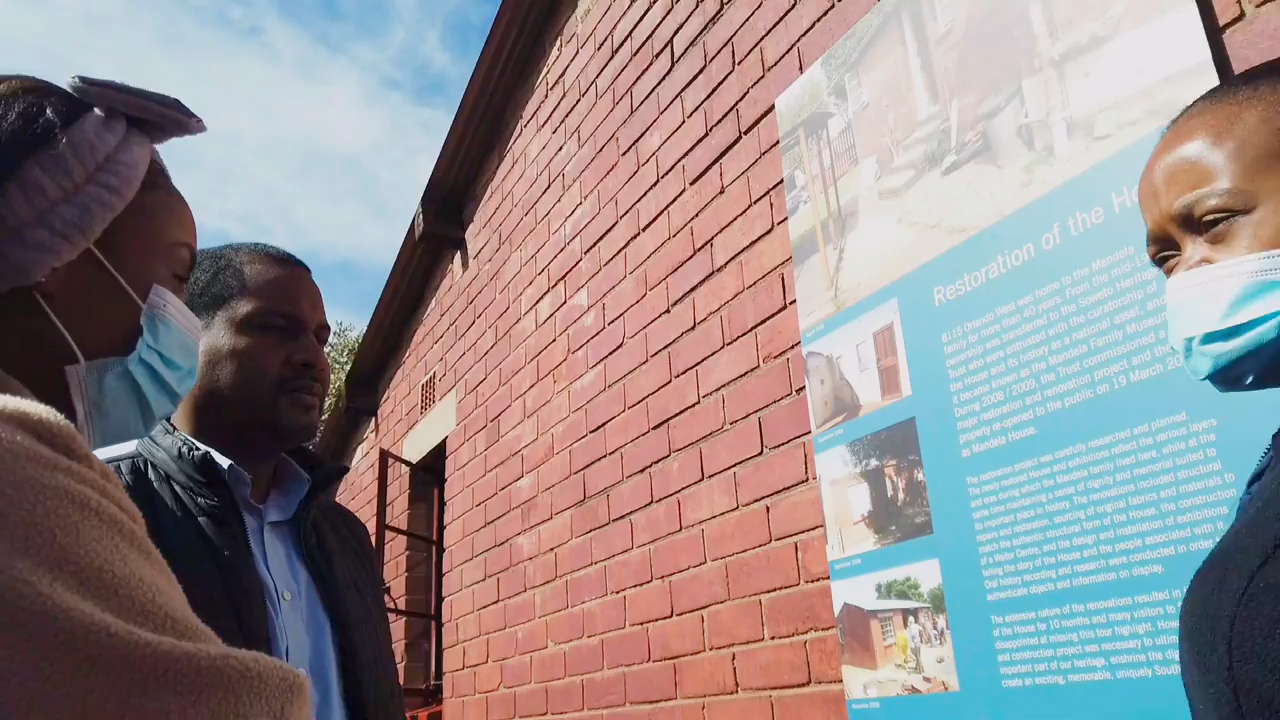 Restoration of the
8115 Orlando West was home to the Mandela
family for more than 40 years. From the mid-19
ownership was transferred to the Soweto Heritage
Trust who were entrusted with the curatorship of
the House and its history as a national asset, and
it became known as the Mandela Family Museum
During 2008 / 2009, the Trust commissioned a
major restoration and renovation project and the
property re-opened to the public on 19 March 20
as Mandela House.
The restoration project was carefully researched and planned.
The newly restored House and exhibitions reflect the various layers
and eras during which the Mandela family lived here, while at the
same time maintaining a sense of dignity and memorial suited to
its important place in history. The renovations included structural
repairs and restoration, sourcing of original fabrics and materials to
match the authentic structural form of the House, the construction
of a Visitor Centre, and the design and installation of exhibitions
telling the story of the House and the people associated with it.
Oral history recording and research were conducted in order
authenticate objects and information on display.
The extensive nature of the renovations resulted in
of the House for 10 months and many visitors to
disappointed at missing this tour highlight.
and construction project was necessary to
important part of our heritage, enshrine the
create an exciting, memorable, uniquely South